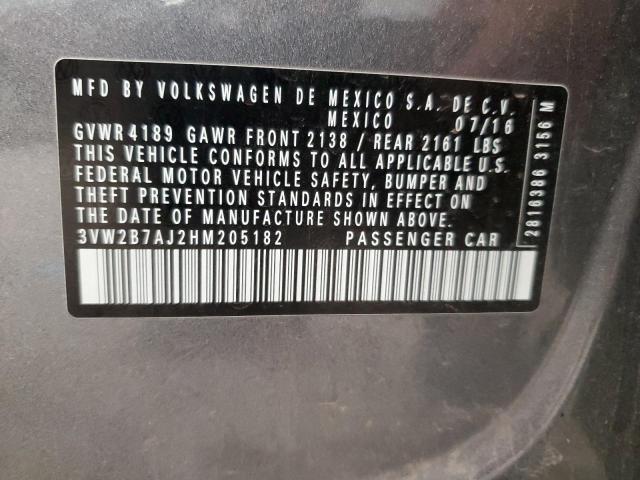 MFD BY VOLKSWAGEN DE MEXICO S.A. DE C.V.
MEXICO 07/16
GVWR 4189 GAWR FRONT 2138 / REAR 2161 LBS
THIS VEHICLE CONFORMS TO ALL APPLICABLE U.S.
FEDERAL MOTOR VEHICLE SAFETY, BUMPER AND
THEFT PREVENTION STANDARDS IN EFFECT ON
THE DATE OF MANUFACTURE SHOWN ABOVE.
3VW2B7AJ2HM205182 PASSENGER CAR
2816386 3156 M